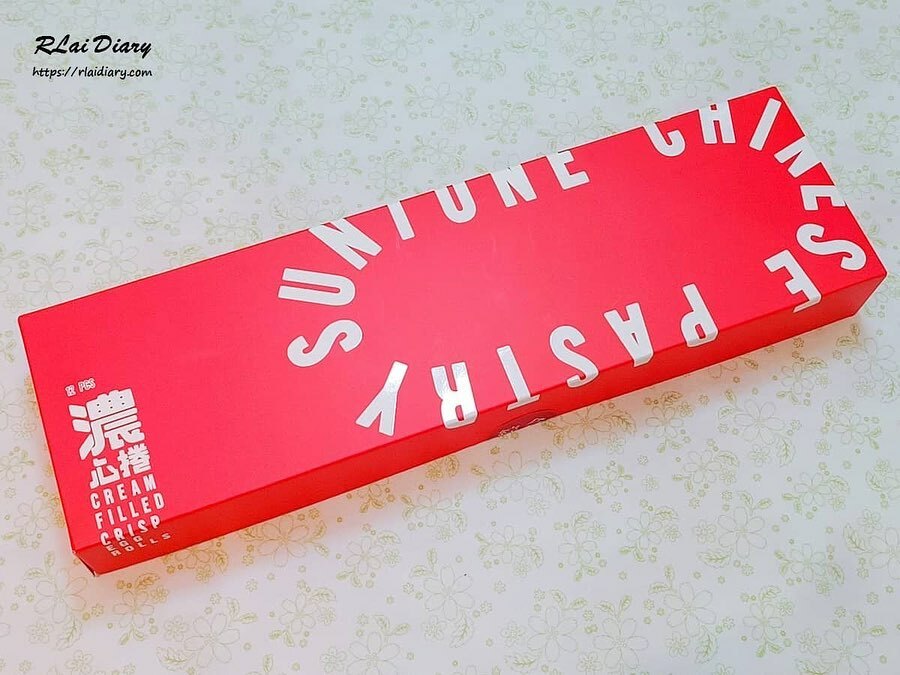 RLai Diary
https://rlaidiary.com
SUNTONE CHINESE PASTRY
12 PCS
濃
心捲
CREAM
FILLED
CRISP
EGG
ROLLS